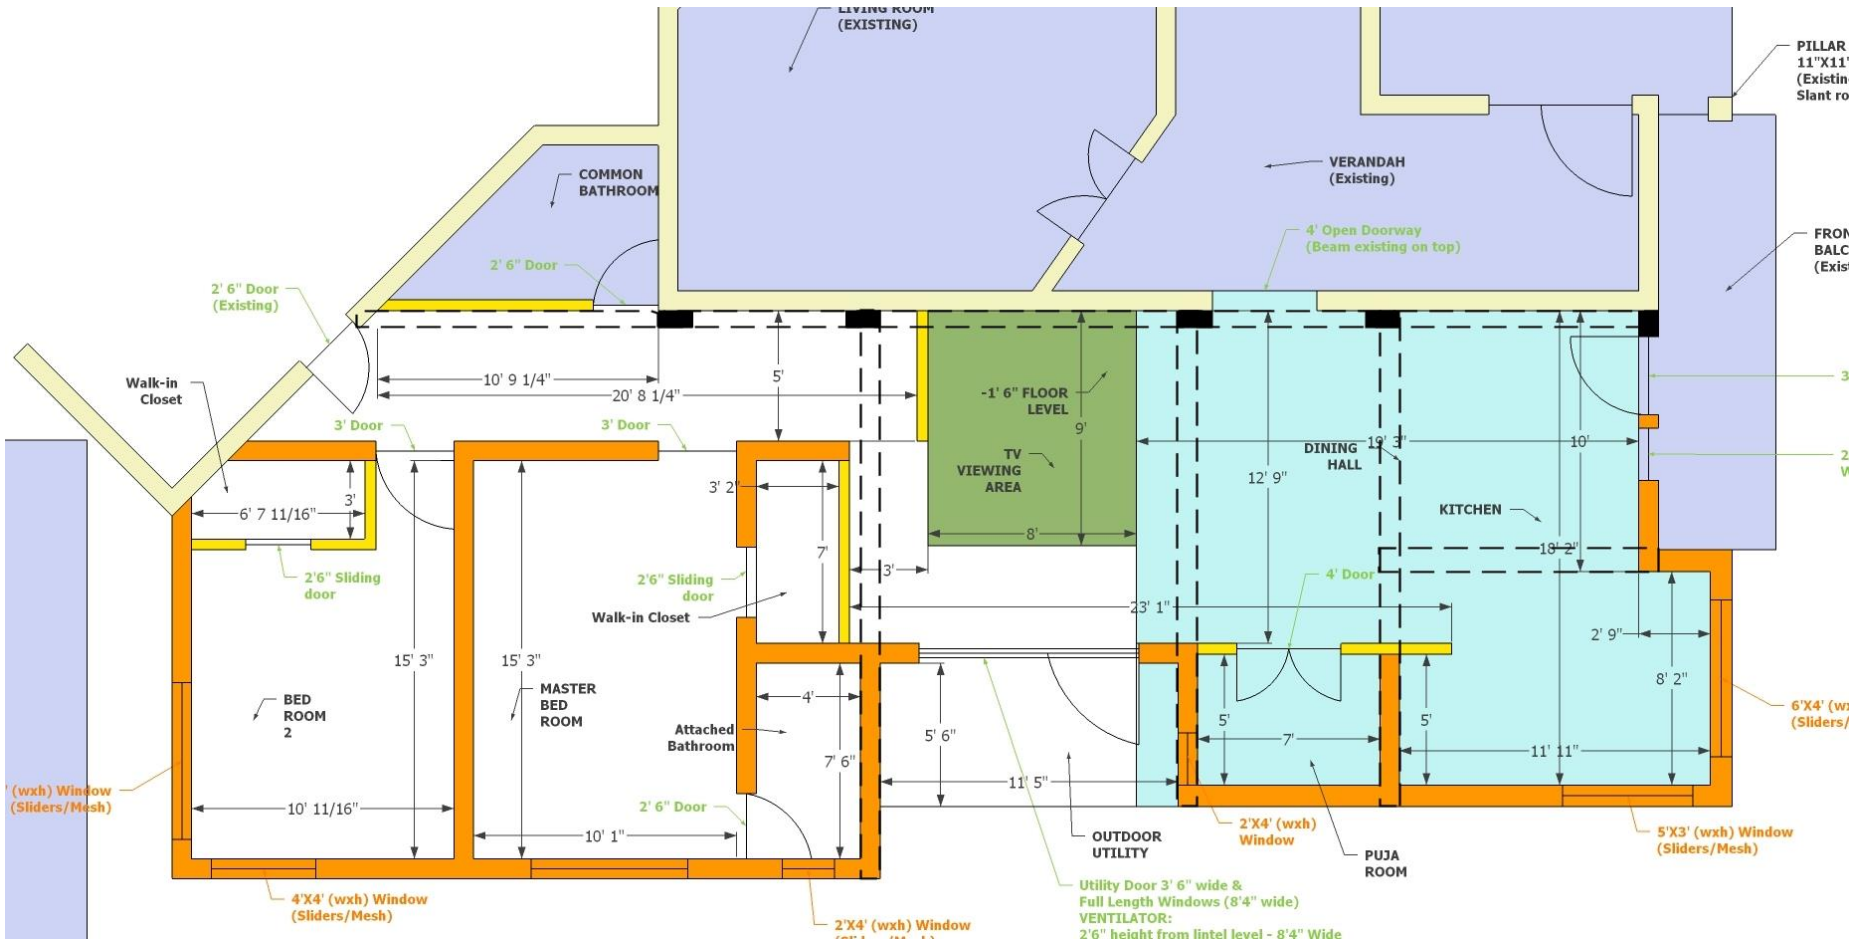 LIVING ROOM
(EXISTING)
PILLAR
11"X11"
(Existin
Slant ro
COMMON
BATHROOM
VERANDAH
(Existing)
4' Open Doorway
(Beam existing on top)
FRON
BALC
(Exist
2' 6" Door
2' 6" Door
(Existing)
Walk-in
Closet
10' 9 1/4"
20' 8 1/4"
5'
-1' 6" FLOOR
LEVEL
9'
3
3' Door
3' Door
19' 3"
10'
DINING
HALL
TV
VIEWING
AREA
12' 9"
2
W
3' 2"
3'
6' 7 11/16"
KITCHEN
8'
7'
18' 2"
3'
2'6" Sliding
door
2'6" Sliding
door
4' Door
Walk-in Closet
23' 1"
2' 9"
15' 3"
15' 3"
8' 2"
BED
ROOM
2
MASTER
BED
ROOM
4'
Attached
Bathroom
5' 6"
5'
5'
7'
11' 11"
6'X4' (wx
(Sliders/
7' 6"
11' 5"
' (wxh) Window
(Sliders/Mesh)
10' 11/16"
2' 6" Door
10' 1"
OUTDOOR
UTILITY
2'X4' (wxh)
Window
PUJA
ROOM
5'X3' (wxh) Window
(Sliders/Mesh)
4'X4' (wxh) Window
(Sliders/Mesh)
2'X4' (wxh) Window
(Sliders/Mesh)
Utility Door 3' 6" wide &
Full Length Windows (8'4" wide)
VENTILATOR:
2'6" height from lintel level - 8'4" Wide